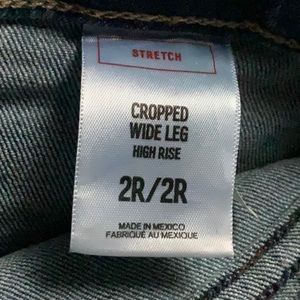 STRETCH
CROPPED
WIDE LEG
HIGH RISE
2R/2R
MADE IN MEXICO
FABRIQUÉ AU MEXIQUE